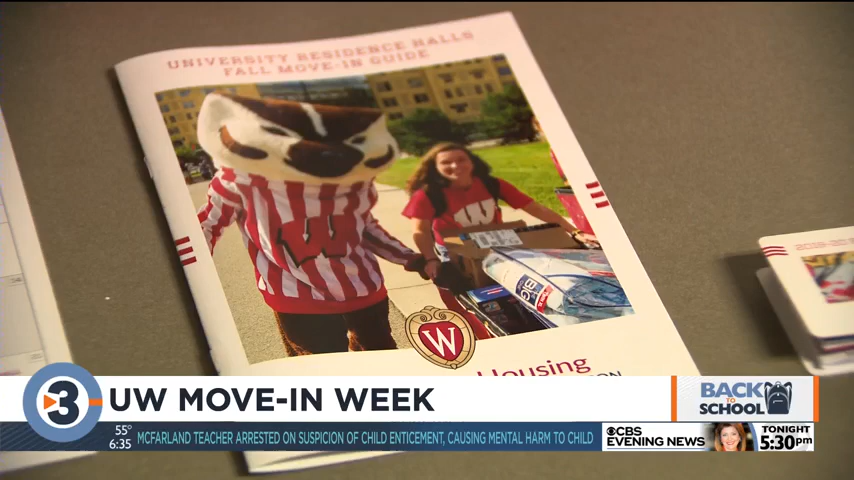 UNIVERSITY RESIDENCE HALLS
FALL MOVE-IN GUIDE
W
W
BIG
W
Housing
3
UW MOVE-IN WEEK
BACK
TO
SCHOOL
55°
6:35
MCFARLAND TEACHER ARRESTED ON SUSPICION OF CHILD ENTICEMENT, CAUSING MENTAL HARM TO CHILD
CBS
EVENING NEWS
TONIGHT
5:30pm